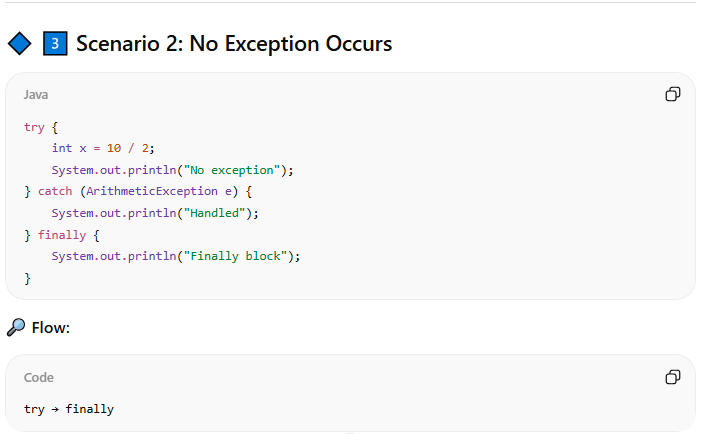 🔷 3️⃣ Scenario 2: No Exception Occurs
Java
try {
    int x = 10 / 2;
    System.out.println("No exception");
} catch (ArithmeticException e) {
    System.out.println("Handled");
} finally {
    System.out.println("Finally block");
}
🔎 Flow:
Code
try → finally